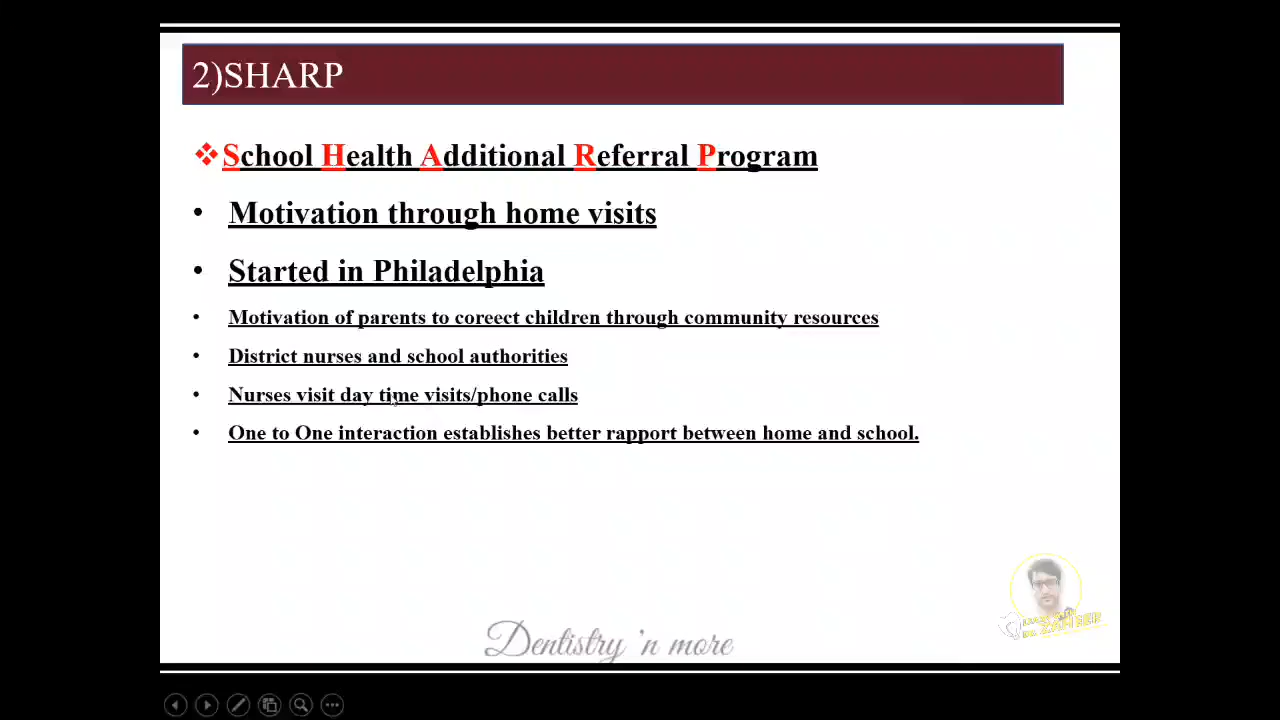 2)SHARP
❖School Health Additional Referral Program
• Motivation through home visits
• Started in Philadelphia
• Motivation of parents to coreect children through community resources
• District nurses and school authorities
• Nurses visit day time visits/phone calls
• One to One interaction establishes better rapport between home and school.
Dentistry 'n more